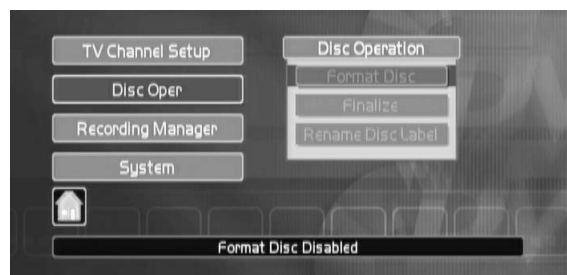 TV Channel Setup
Disc Oper
Recording Manager
System
Disc Operation
Format Disc
Finalize
Rename Disc Label
Format Disc Disabled